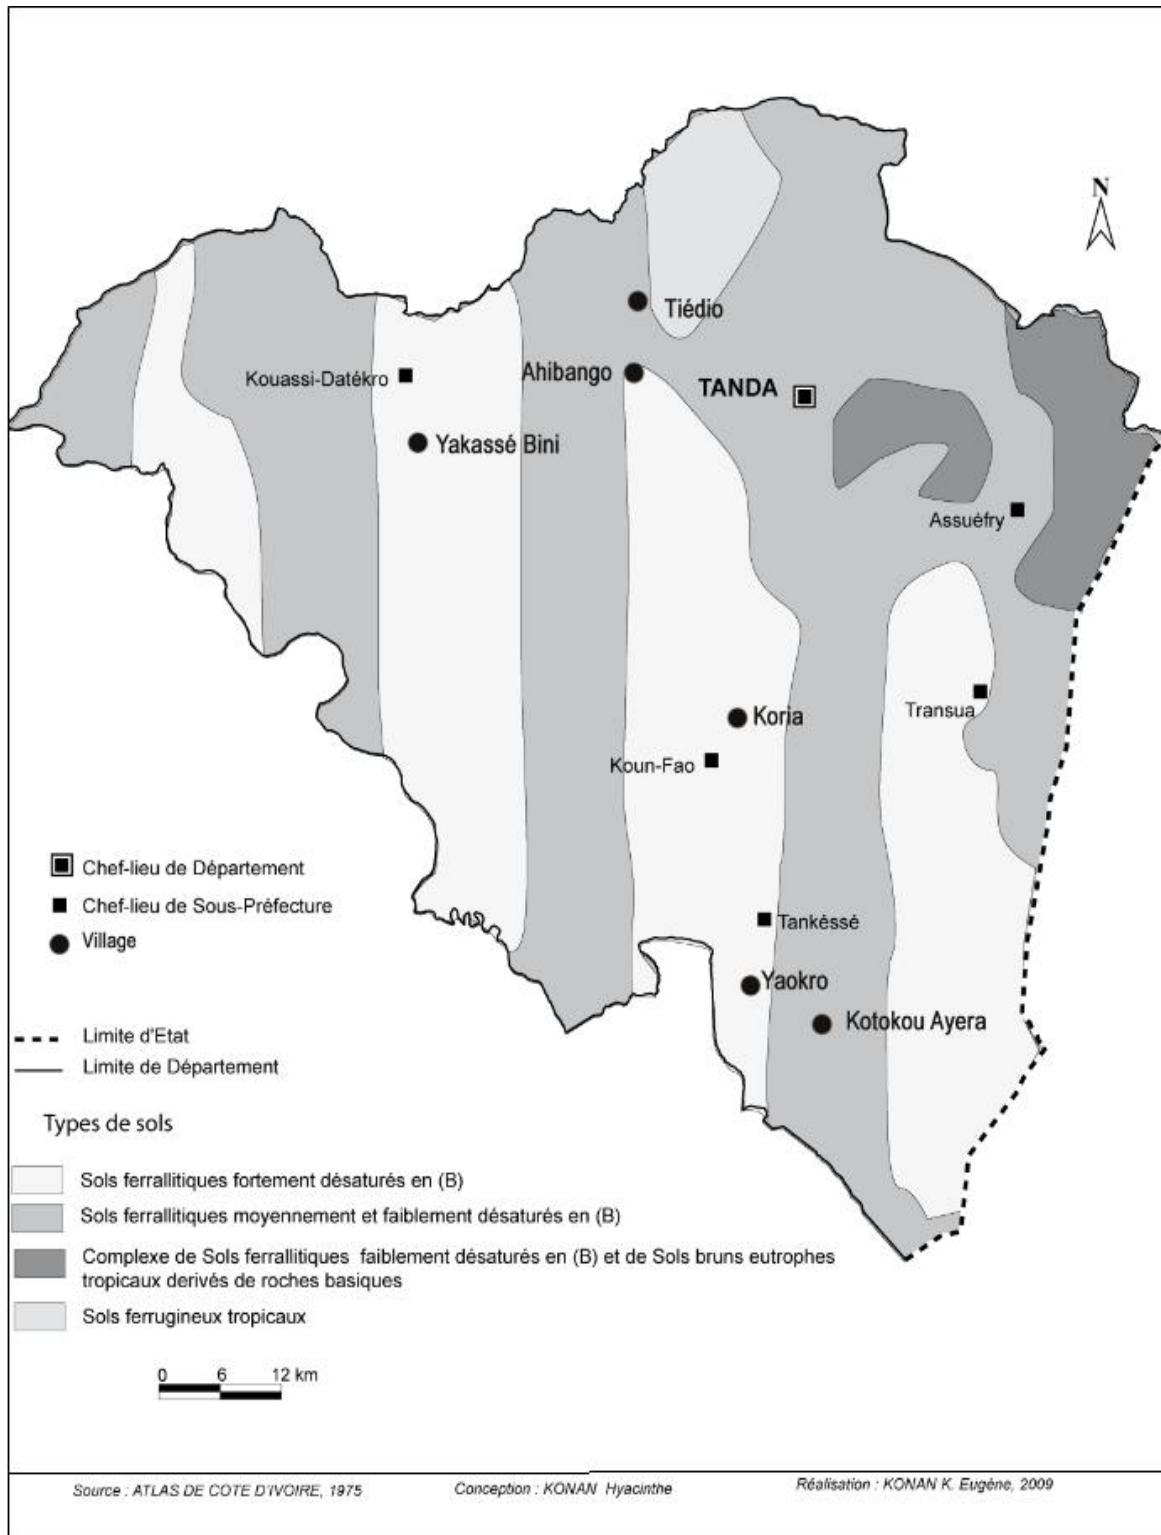 N
Tiédio
Kouassi-Datékro
Ahibango
TANDA
Yakassé Bini
Assuéfry
Transua
Koria
Koun-Fao
Tankéssé
Yaokro
Kotokou Ayera
Chef-lieu de Département
Chef-lieu de Sous-Préfecture
Village
Limite d'Etat
Limite de Département
Types de sols
Sols ferrallitiques fortement désaturés en (B)
Sols ferrallitiques moyennement et faiblement désaturés en (B)
Complexe de Sols ferrallitiques faiblement désaturés en (B) et de Sols bruns eutrophes
tropicaux derivés de roches basiques
Sols ferrugineux tropicaux
0 6 12 km
Source : ATLAS DE COTE D'IVOIRE, 1975 Conception : KONAN Hyacinthe Réalisation : KONAN K. Eugéne, 2009